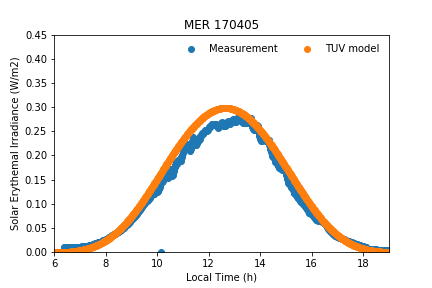 MER 170405
Measurement TUV model
Solar Erythemal Irradiance (W/m2)
0.45
0.40
0.35
0.30
0.25
0.20
0.15
0.10
0.05
0.00
6 8 10 12 14 16 18
Local Time (h)